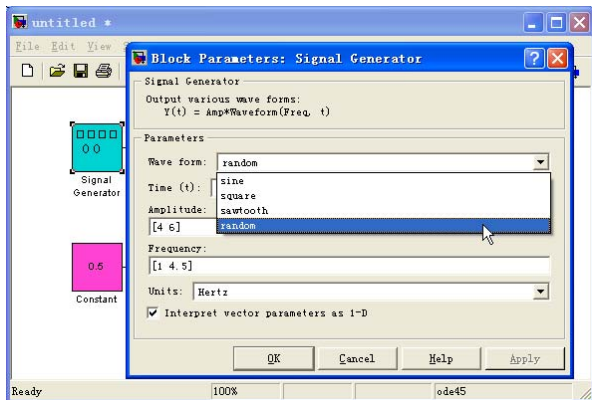 untitled *
File Edit View
Block Parameters: Signal Generator
Signal Generator
Output various wave forms:
Y(t) = Amp*Waveform(Freq, t)
Parameters
Wave form: random
sine
square
sawtooth
random
Time (t):
Amplitude:
[4 6]
Frequency:
[1 4.5]
Units: Hertz
Interpret vector parameters as 1-D
OK Cancel Help Apply
Signal
Generator
0.5
Constant
Ready 100% ode45